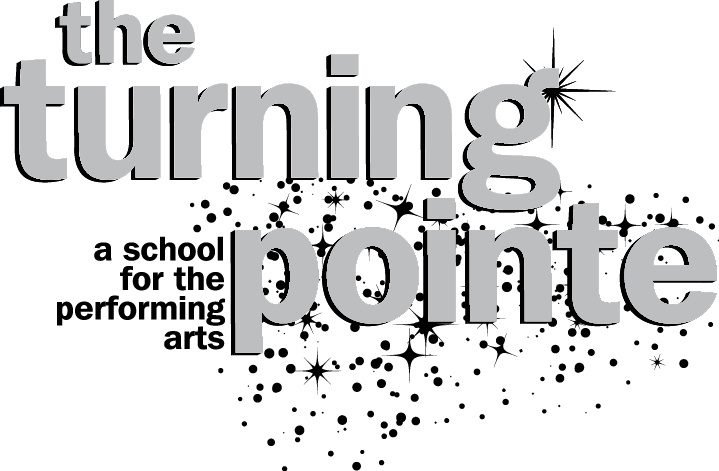 the
turning
pointe
a school
for the
performing
arts